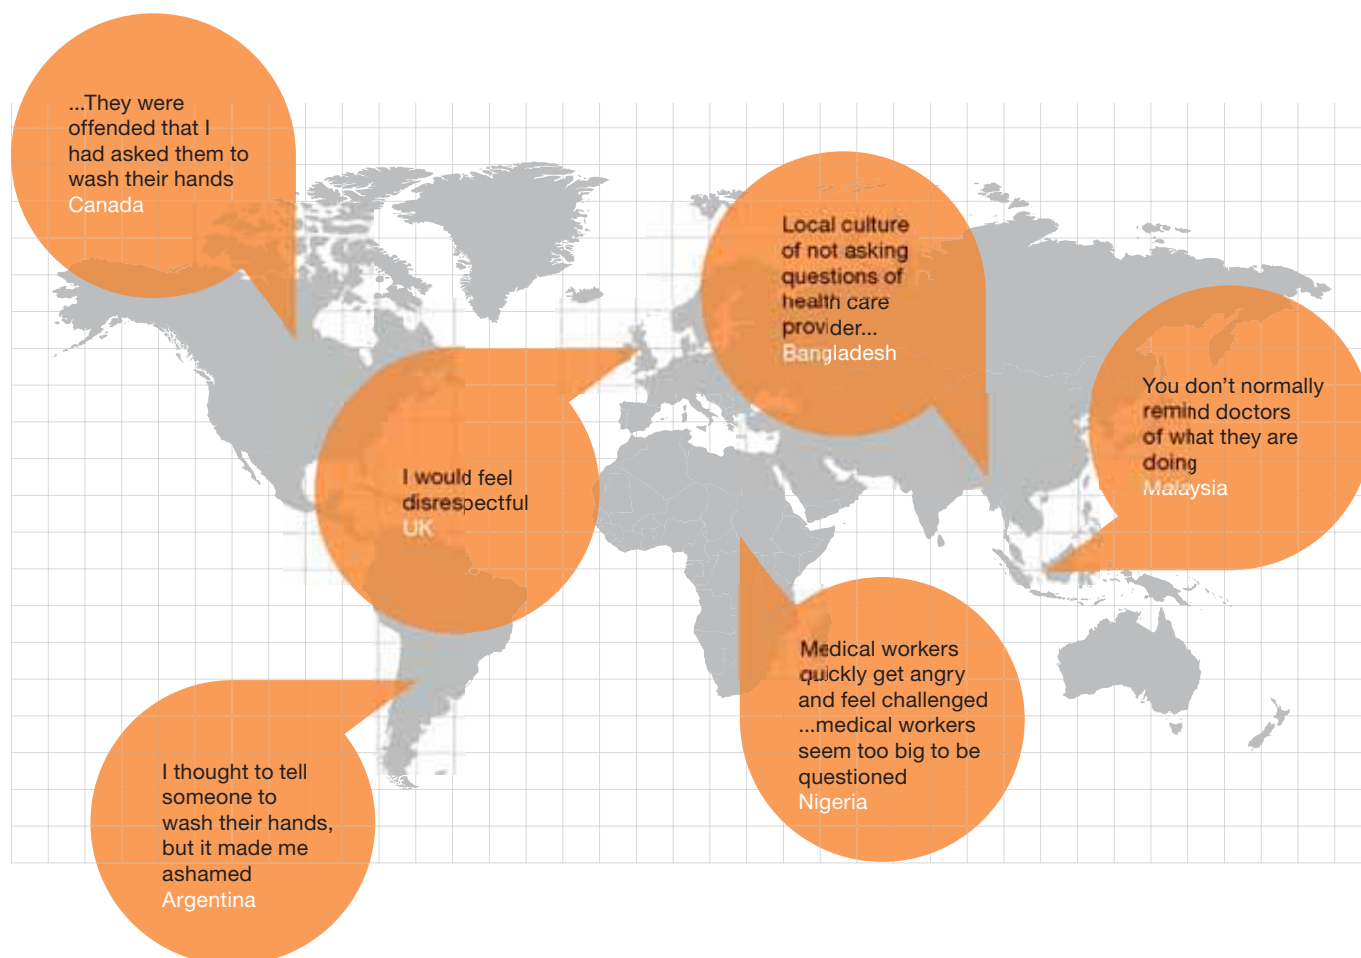 ...They were
offended that I
had asked them to
wash their hands
Canada
Local culture
of not asking
questions of
health care
provider...
Bangladesh
You don’t normally
remind doctors
of what they are
doing
Malaysia
I would feel
disrespectful
UK
Medical workers
quickly get angry
and feel challenged
...medical workers
seem too big to be
questioned
Nigeria
I thought to tell
someone to
wash their hands,
but it made me
ashamed
Argentina